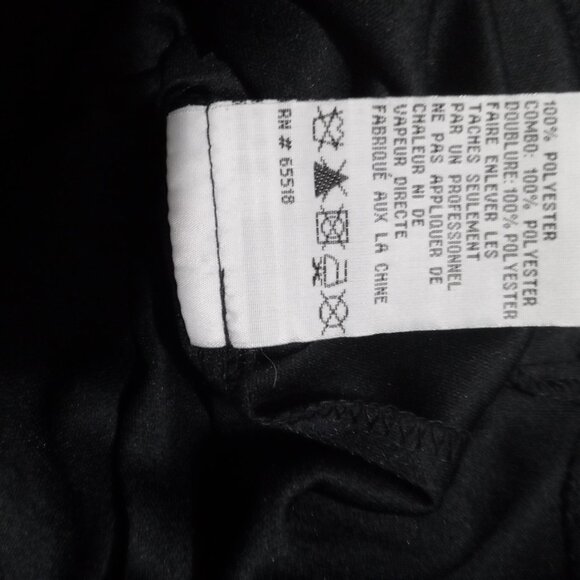 100% POLYESTER
COMBO: 100% POLYESTER
DOUBLURE: 100% POLYESTER
FAIRE ENLEVER LES
TACHES SEULEMENT
PAR UN PROFESSIONNEL
NE PAS APPLIQUER DE
CHALEUR NI DE
VAPEUR DIRECTE
FABRIQUÉ AUX LA CHINE
RN # 65518